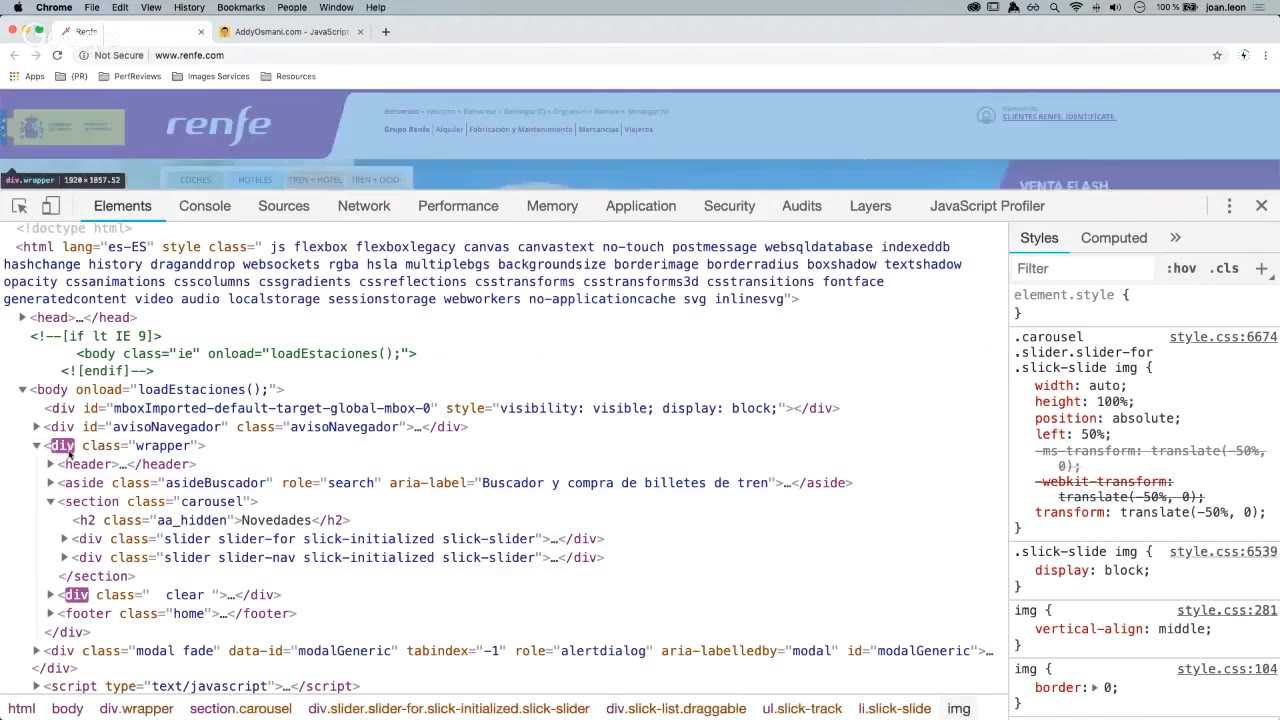 Chrome File Edit View History Bookmarks People Window Help 100 % joan.leon
Renfe × AddyOsmani.com - JavaScript × +
Not Secure www.renfe.com
Apps {PR} PerfReviews Images Services Resources
renfe
Grupo Renfe | Alquiler | Fabricación y Mantenimiento | Mercancías | Viajeros
CLIENTES RENFE. IDENTIFÍCATE.
div.wrapper | 1920 × 1857.52
COCHES HOTELES TREN + HOTEL
VENTA FLASH
Elements Console Sources Network Performance Memory Application Security Audits Layers JavaScript Profiler
<!doctype html>
<html lang="es-ES" style class=" js flexbox flexboxlegacy canvas canvastext no-touch postmessage websqldatabase indexeddb
hashchange history draganddrop websockets rgba hsla multiplebgs backgroundsize borderimage borderradius boxshadow textshadow
opacity cssanimations csscolumns cssgradients cssreflections csstransforms csstransforms3d csstransitions fontface
generatedcontent video audio localstorage sessionstorage webworkers no-applicationcache svg inlinesvg">
<head>…</head>
<!--[if lt IE 9]>
<body class="ie" onload="loadEstaciones();">
<![endif]-->
<body onload="loadEstaciones();">
<div id="mboxImported-default-target-global-mbox-0" style="visibility: visible; display: block;"></div>
<div id="avisoNavegador" class="avisoNavegador">…</div>
<div class="wrapper">
<header>…</header>
<aside class="asideBuscador" role="search" aria-label="Buscador y compra de billetes de tren">…</aside>
<section class="carousel">
<h2 class="aa_hidden">Novedades</h2>
<div class="slider slider-for slick-initialized slick-slider">…</div>
<div class="slider slider-nav slick-initialized slick-slider">…</div>
</section>
<div class="  clear ">…</div>
<footer class="home">…</footer>
</div>
<div class="modal fade" data-id="modalGeneric" tabindex="-1" role="alertdialog" aria-labelledby="modal" id="modalGeneric">…
</div>
<script type="text/javascript">…</script>
html body div.wrapper section.carousel div.slider.slider-for.slick-initialized.slick-slider div.slick-list.draggable ul.slick-track li.slick-slide img
Styles Computed »
Filter :hov .cls +
element.style {
}
.carousel style.css:6674
.slider.slider-for
.slick-slide img {
width: auto;
height: 100%;
position: absolute;
left: 50%;
-ms-transform: translate(-50%,
0);
-webkit-transform:
translate(-50%, 0);
transform: translate(-50%, 0);
}
.slick-slide img { style.css:6539
display: block;
}
img { style.css:281
vertical-align: middle;
}
img { style.css:104
border: 0;
}